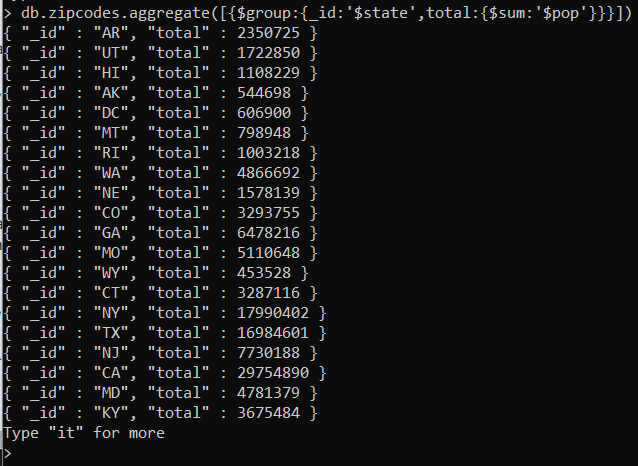 > db.zipcodes.aggregate([{$group:{_id:'$state',total:{$sum:'$pop'}}}])
{ "_id" : "AR", "total" : 2350725 }
{ "_id" : "UT", "total" : 1722850 }
{ "_id" : "HI", "total" : 1108229 }
{ "_id" : "AK", "total" : 544698 }
{ "_id" : "DC", "total" : 606900 }
{ "_id" : "MT", "total" : 798948 }
{ "_id" : "RI", "total" : 1003218 }
{ "_id" : "WA", "total" : 4866692 }
{ "_id" : "NE", "total" : 1578139 }
{ "_id" : "CO", "total" : 3293755 }
{ "_id" : "GA", "total" : 6478216 }
{ "_id" : "MO", "total" : 5110648 }
{ "_id" : "WY", "total" : 453528 }
{ "_id" : "CT", "total" : 3287116 }
{ "_id" : "NY", "total" : 17990402 }
{ "_id" : "TX", "total" : 16984601 }
{ "_id" : "NJ", "total" : 7730188 }
{ "_id" : "CA", "total" : 29754890 }
{ "_id" : "MD", "total" : 4781379 }
{ "_id" : "KY", "total" : 3675484 }
Type "it" for more
>